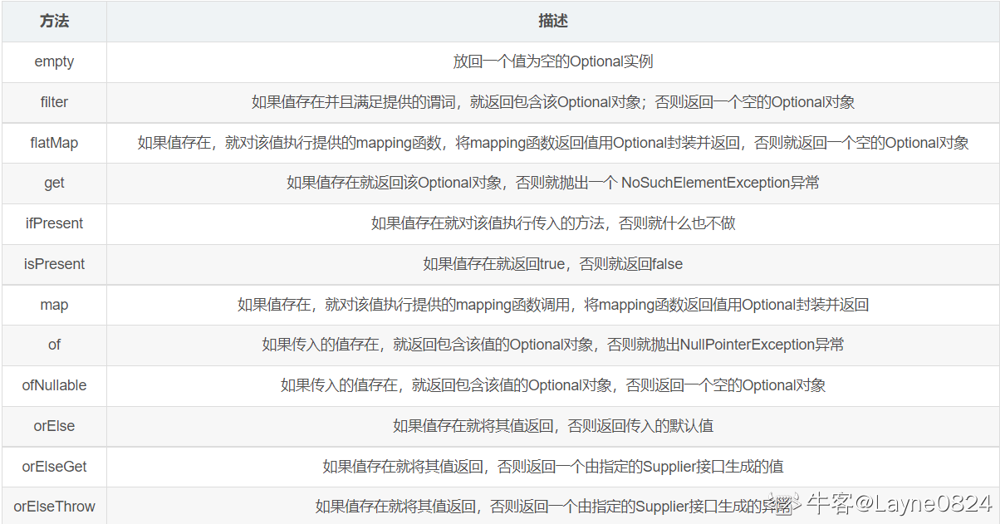 方法 描述
empty 放回一个值为空的Optional实例
filter 如果值存在并且满足提供的谓词，就返回包含该Optional对象；否则返回一个空的Optional对象
flatMap 如果值存在，就对该值执行提供的mapping函数，将mapping函数返回值用Optional封装并返回，否则就返回一个空的Optional对象
get 如果值存在就返回该Optional对象，否则就抛出一个 NoSuchElementException异常
ifPresent 如果值存在就对该值执行传入的方法，否则就什么也不做
isPresent 如果值存在就返回true，否则就返回false
map 如果值存在，就对该值执行提供的mapping函数调用，将mapping函数返回值用Optional封装并返回
of 如果传入的值存在，就返回包含该值的Optional对象，否则就抛出NullPointerException异常
ofNullable 如果传入的值存在，就返回包含该值的Optional对象，否则返回一个空的Optional对象
orElse 如果值存在就将其值返回，否则返回传入的默认值
orElseGet 如果值存在就将其值返回，否则返回一个由指定的Supplier接口生成的值
orElseThrow 如果值存在就将其值返回，否则返回一个由指定的Supplier接口生成的异常
牛客@Layne0824